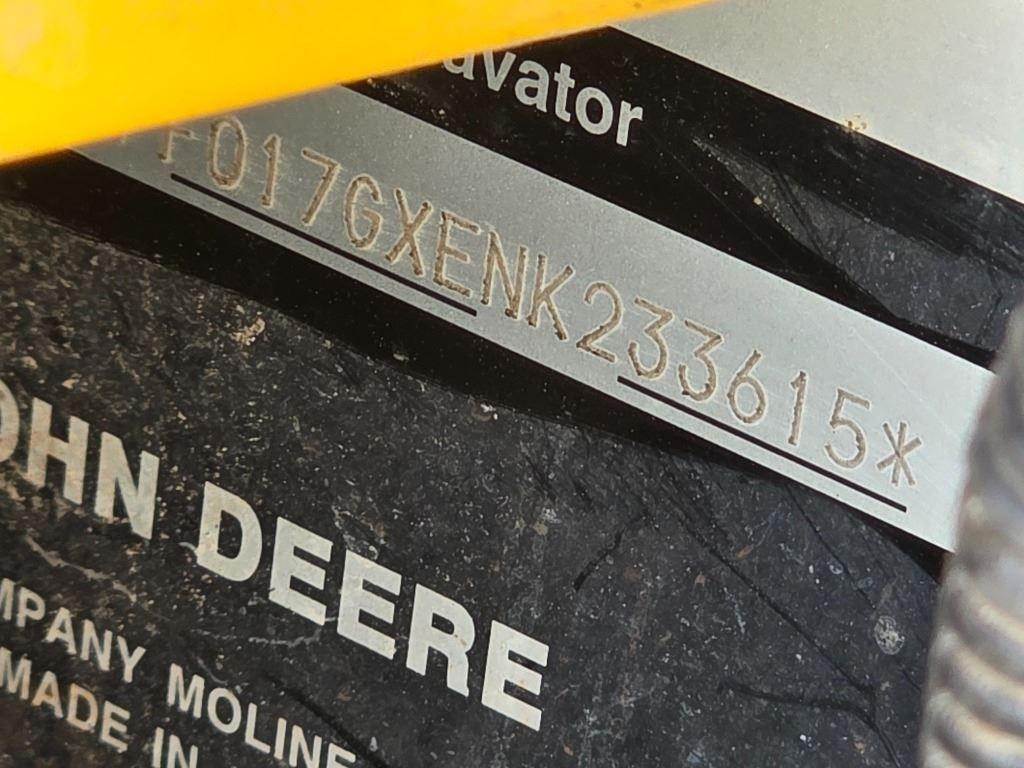 avator
F017GXENK233615*
OHN DEERE
MPANY MOLINE
MADE IN